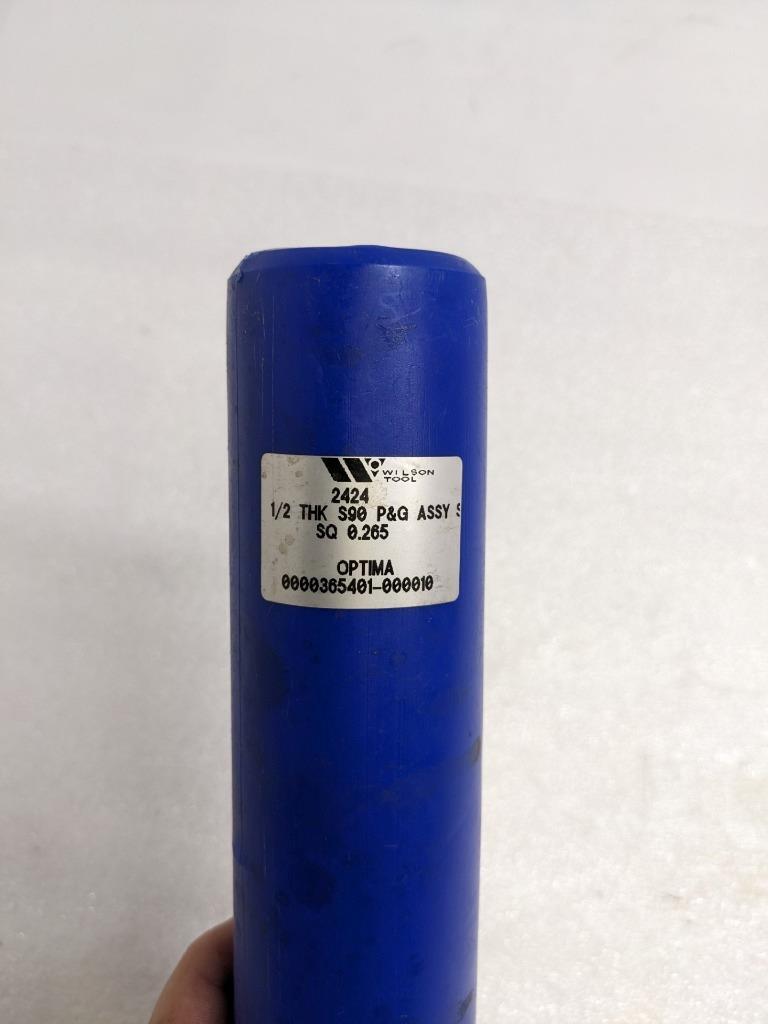 WILSON
TOOL
2424
1/2 THK S90 P&G ASSY S
SQ 0.265
OPTIMA
0000365401-000010